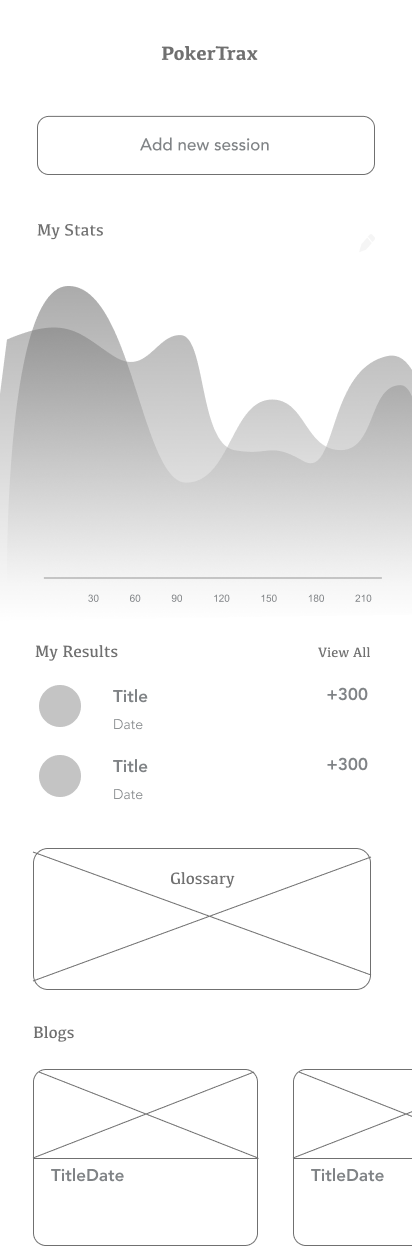 PokerTrax
Add new session
My Stats
30 60 90 120 150 180 210
My Results View All
Title +300
Date
Title +300
Date
Glossary
Blogs
TitleDate TitleDate